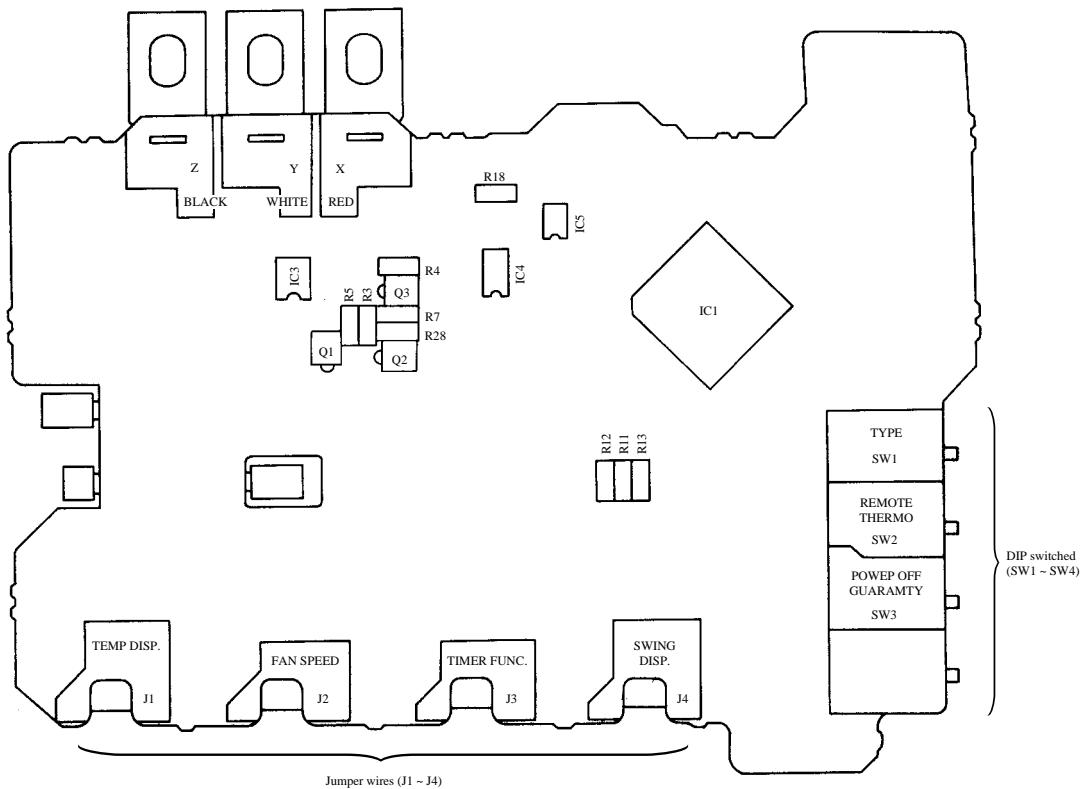 Z
Y
X
BLACK
WHITE
RED
R18
IC5
IC4
IC3
R4
R5
R3
Q3
R7
R28
Q1
Q2
IC1
R12
R11
R13
TYPE
SW1
REMOTE
THERMO
SW2
POWEP OFF
GUARAMTY
SW3
DIP switched
(SW1 ~ SW4)
TEMP DISP.
J1
FAN SPEED
J2
TIMER FUNC.
J3
SWING
DISP.
J4
Jumper wires (J1 ~ J4)